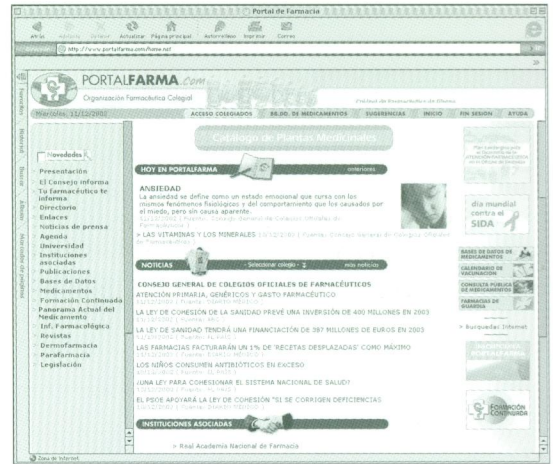 Portal de Farmacia
Atrás Adelante Detener Actualizar Página principal Autorrelleno Imprimir Correo
http://www.portalfarma.com/home.nsf
PORTALFARMA.com
Organización Farmacéutica Colegial
Miércoles, 11/12/2002
ACCESO COLEGIADOS BB.DD. DE MEDICAMENTOS SUGERENCIAS INICIO FIN SESIÓN AYUDA
Favoritos
Historial
Buscar
Álbum
Marcador de páginas
Novedades
Presentación
El Consejo informa
Tu farmacéutico te informa
Directorio
Enlaces
Noticias de prensa
Agenda
Universidad
Instituciones asociadas
Publicaciones
Bases de Datos
Medicamentos
Formación Continuada
Panorama Actual del Medicamento
Inf. Farmacológica
Revistas
Dermofarmacia
Parafarmacia
Legislación
Catálogo de Plantas Medicinales
HOY EN PORTALFARMA anteriores
ANSIEDAD
La ansiedad se define como un estado emocional que cursa con los
mismos fenómenos fisiológicos y del comportamiento que los causados por
el miedo, pero sin causa aparente.
> LAS VITAMINAS Y LOS MINERALES
NOTICIAS - Seleccionar colegio - más noticias
CONSEJO GENERAL DE COLEGIOS OFICIALES DE FARMACÉUTICOS
ATENCIÓN PRIMARIA, GENÉRICOS Y GASTO FARMACÉUTICO
LA LEY DE COHESIÓN DE LA SANIDAD PREVÉ UNA INVERSIÓN DE 400 MILLONES EN 2003
LA LEY DE SANIDAD TENDRÁ UNA FINANCIACIÓN DE 387 MILLONES DE EUROS EN 2003
LAS FARMACIAS FACTURARÁN UN 1% DE 'RECETAS DESPLAZADAS' COMO MÁXIMO
LOS NIÑOS CONSUMEN ANTIBIÓTICOS EN EXCESO
¿UNA LEY PARA COHESIONAR EL SISTEMA NACIONAL DE SALUD?
EL PSOE APOYARÁ LA LEY DE COHESIÓN "SI SE CORRIGEN DEFICIENCIAS
INSTITUCIONES ASOCIADAS
> Real Academia Nacional de Farmacia
día mundial
contra el
SIDA
BASES DE DATOS DE
MEDICAMENTOS
CALENDARIO DE
VACUNACIÓN
CONSULTA PÚBLICA
DE MEDICAMENTOS
FARMACIAS DE
GUARDIA
> Busquedas Internet
FORMACIÓN
CONTINUADA
Zona de Internet